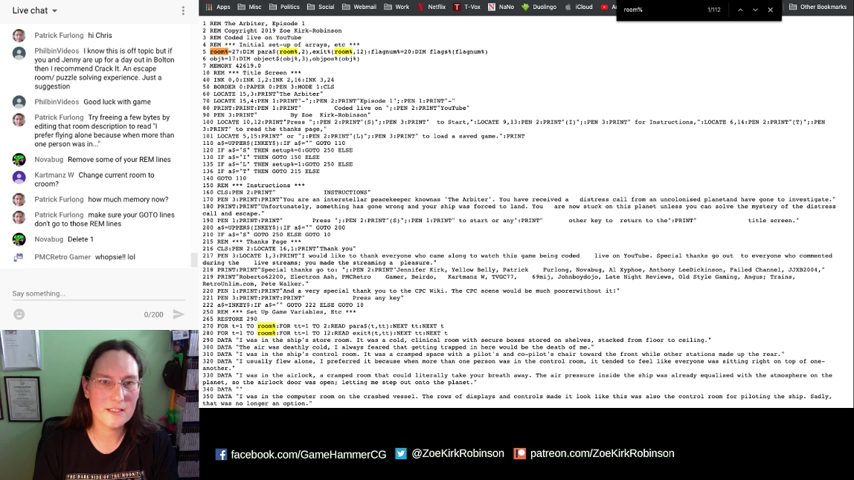 Live chat
Patrick Furlong hi Chris
PhilbinVideos I know this is off topic but if
you and Jenny are up for a day out in Bolton
then I recommend Crack It. An escape
room/ puzzle solving experience. Just a
suggestion
PhilbinVideos Good luck with game
Patrick Furlong Try freeing a few bytes by
editing that room description to read "I
prefer flying alone because when more
than one person was in..."
Novabug Remove some of your REM lines
Kartmanz W Change current room to
croom?
Patrick Furlong how much memory now?
Patrick Furlong make sure your GOTO lines
don't go to those REM lines
Novabug Delete 1
PMCRetro Gamer whopsie!! lol
Say something...
0/200
Apps
Misc
Politics
Social
Webmail
Work
Netflix
T-Vox
NaNo
Duolingo
iCloud
Other Bookmarks
room%
1/112
1 REM The Arbiter, Episode 1
2 REM Copyright 2019 Zoe Kirk-Robinson
4 REM *** Initial set-up of arrays, etc ***
5 room%=27:DIM para$(room%,2),exit%(room%,12):flagnum%=20:DIM flag%(flagnum%)
6 obj%=17:DIM object$(obj%,3),objpos%(obj%)
7 MEMORY 42619.0
10 REM *** Title Screen ***
40 INK 0,0:INK 1,2:INK 2,16:INK 3,24
50 BORDER 0:PAPER 0:PEN 3:MODE 1:CLS
60 LOCATE 15,3:PRINT"The Arbiter"
70 LOCATE 15,4:PEN 1:PRINT"-";:PEN 2:PRINT"Episode 1";:PEN 1:PRINT"-"
80 PRINT:PRINT:PEN 1:PRINT" Coded live on ";:PEN 2:PRINT"YouTube"
90 PEN 3:PRINT" By Zoe Kirk-Robinson"
100 LOCATE 10,12:PRINT"Press ";:PEN 2:PRINT"(S)";:PEN 3:PRINT" to Start,":LOCATE 9,13:PEN 2:PRINT"(I)";:PEN 3:PRINT" for Instructions,":LOCATE 6,14:PEN 2:PRINT"(T)";:PEN
3:PRINT" to read the thanks page,"
101 LOCATE 5,15:PRINT" or ";:PEN 2:PRINT"(L)";:PEN 3:PRINT" to load a saved game.":PRINT
110 a$=UPPER$(INKEY$):IF a$="" GOTO 110
120 IF a$="S" THEN setup%=0:GOTO 250 ELSE
130 IF a$="I" GOTO 150 ELSE
135 IF a$="L" THEN setup%=1:GOTO 250 ELSE
136 IF a$="T" GOTO 215 ELSE
140 GOTO 110
150 REM *** Instructions ***
160 CLS:PEN 2:PRINT" INSTRUCTIONS"
170 PEN 3:PRINT"You are an interstellar peacekeeper knownas 'The Arbiter'. You have received a distress call from an uncolonised planetand have gone to investigate."
180 PRINT"Unfortunately, something has gone wrong and your ship was forced to land. You are now stuck on this planet unless you can solve the mystery of the distress
call and escape."
190 PEN 1:PRINT" Press ";:PEN 2:PRINT"(S)";:PEN 1:PRINT" to start or any":PRINT" other key to return to the":PRINT" title screen."
200 a$=UPPER$(INKEY$):IF a$="" GOTO 200
210 IF a$="S" GOTO 250 ELSE GOTO 10
215 REM *** Thanks Page ***
216 CLS:PEN 2:LOCATE 16,1:PRINT"Thank you"
217 PEN 3:LOCATE 1,3:PRINT"I would like to thank everyone who came along to watch this game being coded live on YouTube. Special thanks go out to everyone who commented
during the live streams; you made the streaming a pleasure."
218 PRINT:PRINT"Special thanks go to: ";:PEN 2:PRINT"Jennifer Kirk, Yellow Belly, Patrick Furlong, Novabug, Al Xyphoe, Anthony LeeDickinson, Failed Channel, JJXB2004,"
219 PRINT"Roberto62200, Electron Ash, PMCRetro Gamer, Beirdo, Kartmanz W, TVGC77, 69mij, Johnboydojo, Late Night Reviews, Old Style Gaming, Angus; Trains,
RetroUnlim.com, Pete Walker."
220 PEN 1:PRINT:PRINT"And a very special thank you to the CPC Wiki. The CPC scene would be much poorerwithout it!"
221 PEN 3:PRINT:PRINT" Press any key"
222 a$=INKEY$:IF a$="" GOTO 222 ELSE GOTO 10
250 REM *** Set Up Game Variables, Etc ***
265 RESTORE 290
270 FOR t=1 TO room%:FOR tt=1 TO 2:READ para$(t,tt):NEXT tt:NEXT t
280 FOR t=1 TO room%:FOR tt=1 TO 12:READ exit%(t,tt):NEXT tt:NEXT t
290 DATA "I was in the ship's store room. It was a cold, clinical room with secure boxes stored on shelves, stacked from floor to ceiling."
300 DATA "The air was deathly cold, I always feared that getting trapped in here would be the death of me."
310 DATA "I was in the ship's control room. It was a cramped space with a pilot's and co-pilot's chair toward the front while other stations made up the rear."
320 DATA "I usually flew alone, I preferred it because when more than one person was in the control room, it tended to feel like everyone was sitting right on top of one-
another."
330 DATA "I was in the airlock, a cramped room that could literally take your breath away. The air pressure inside the ship was already equalised with the atmosphere on the
planet, so the airlock door was open; letting me step out onto the planet."
340 DATA ""
350 DATA "I was in the computer room on the crashed vessel. The rows of displays and controls made it look like this was also the control room for piloting the ship. Sadly,
that was no longer an option."
facebook.com/GameHammerCG @ZoeKirkRobinson patreon.com/ZoeKirkRobinson